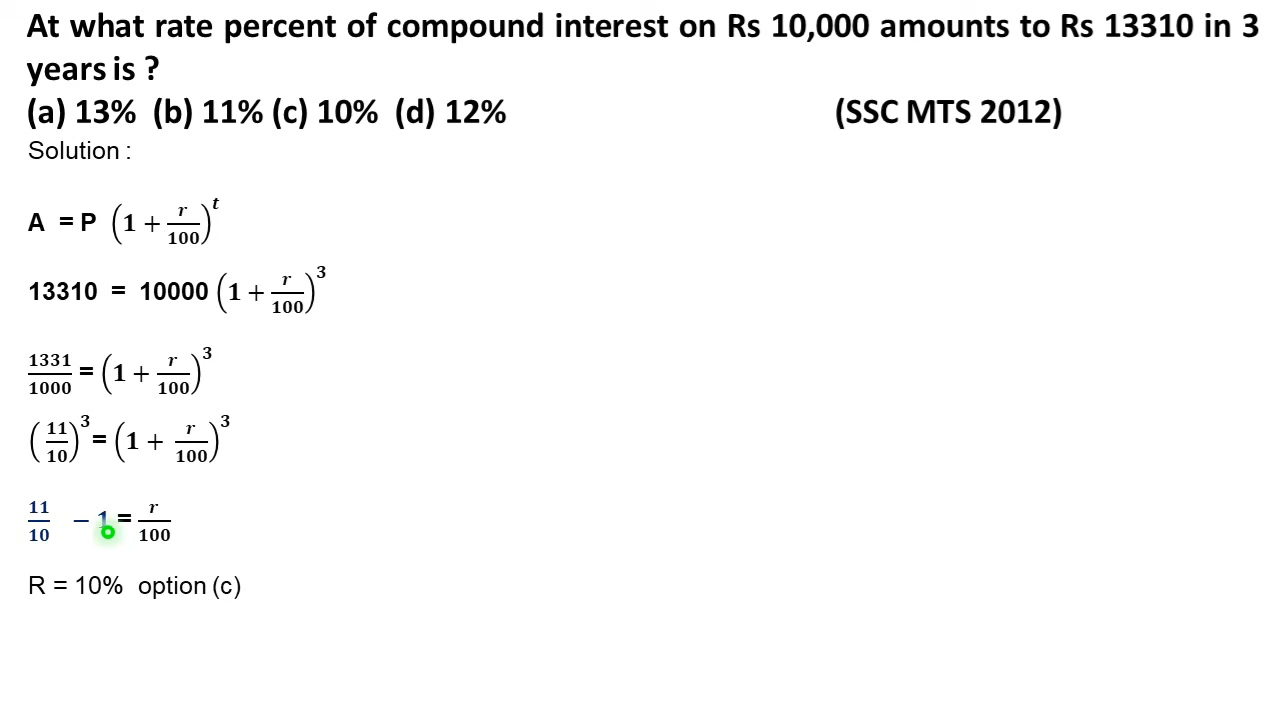 At what rate percent of compound interest on Rs 10,000 amounts to Rs 13310 in 3
years is ?
(a) 13% (b) 11% (c) 10% (d) 12% (SSC MTS 2012)
Solution :
A = P (1 + r/100)^t
13310 = 10000 (1 + r/100)^3
1331/1000 = (1 + r/100)^3
(11/10)^3 = (1 + r/100)^3
11/10 − 1 = r/100
R = 10% option (c)